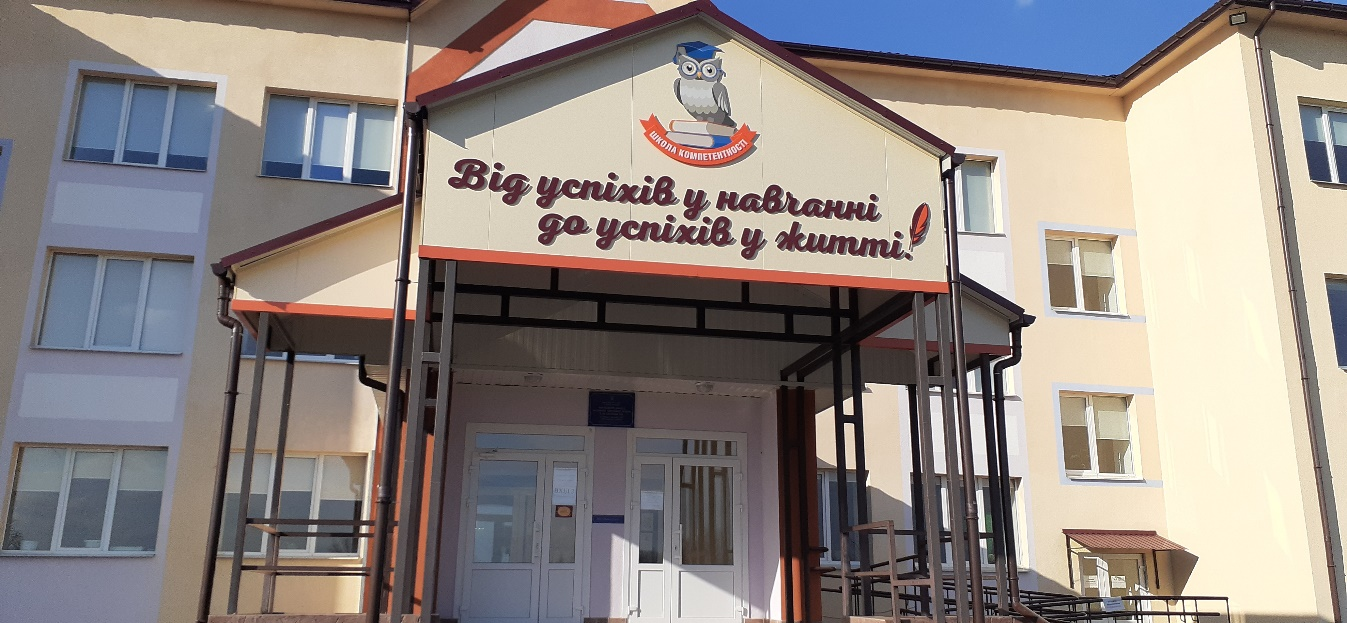 ШКОЛА КОМПЕТЕНТНОСТІ
Від успіхів у навчанні
до успіхів у житті!